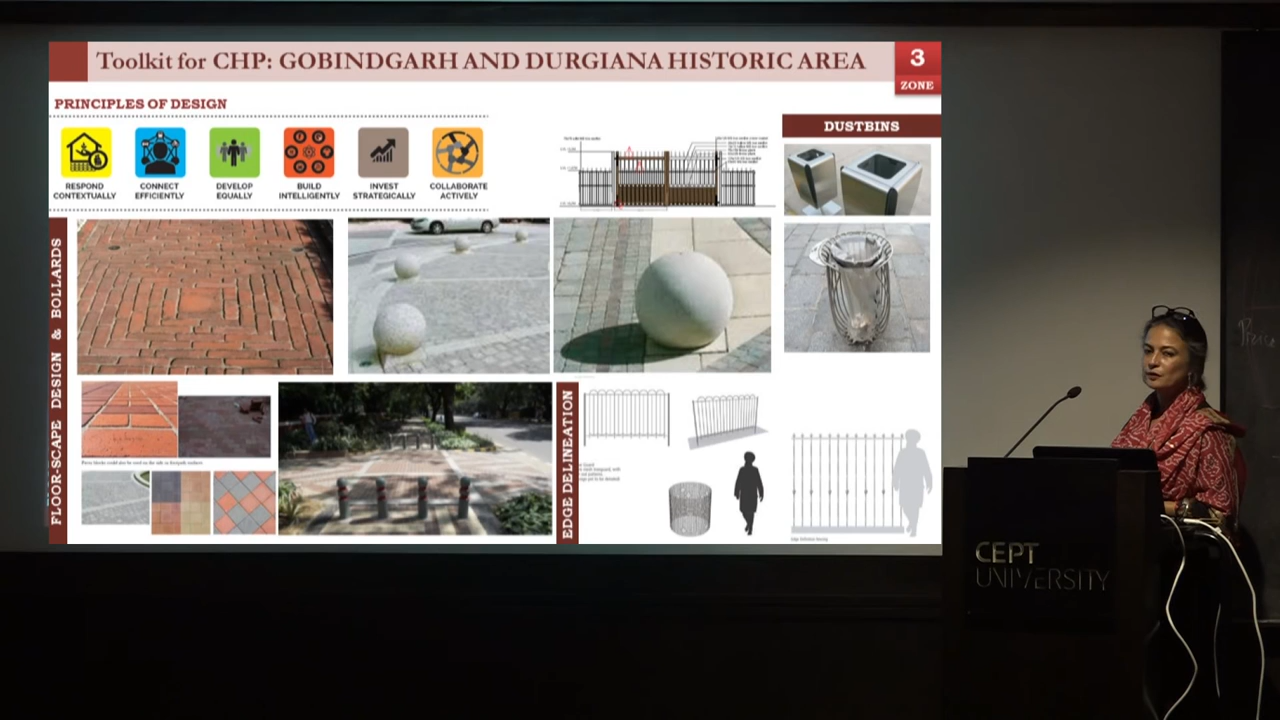 Toolkit for CHP: GOBINDGARH AND DURGIANA HISTORIC AREA
3
ZONE
PRINCIPLES OF DESIGN
DUSTBINS
RESPOND
CONTEXTUALLY
CONNECT
EFFICIENTLY
DEVELOP
EQUALLY
BUILD
INTELLIGENTLY
INVEST
STRATEGICALLY
COLLABORATE
ACTIVELY
FLOOR-SCAPE DESIGN & BOLLARDS
EDGE DELINEATION
CEPT
UNIVERSITY